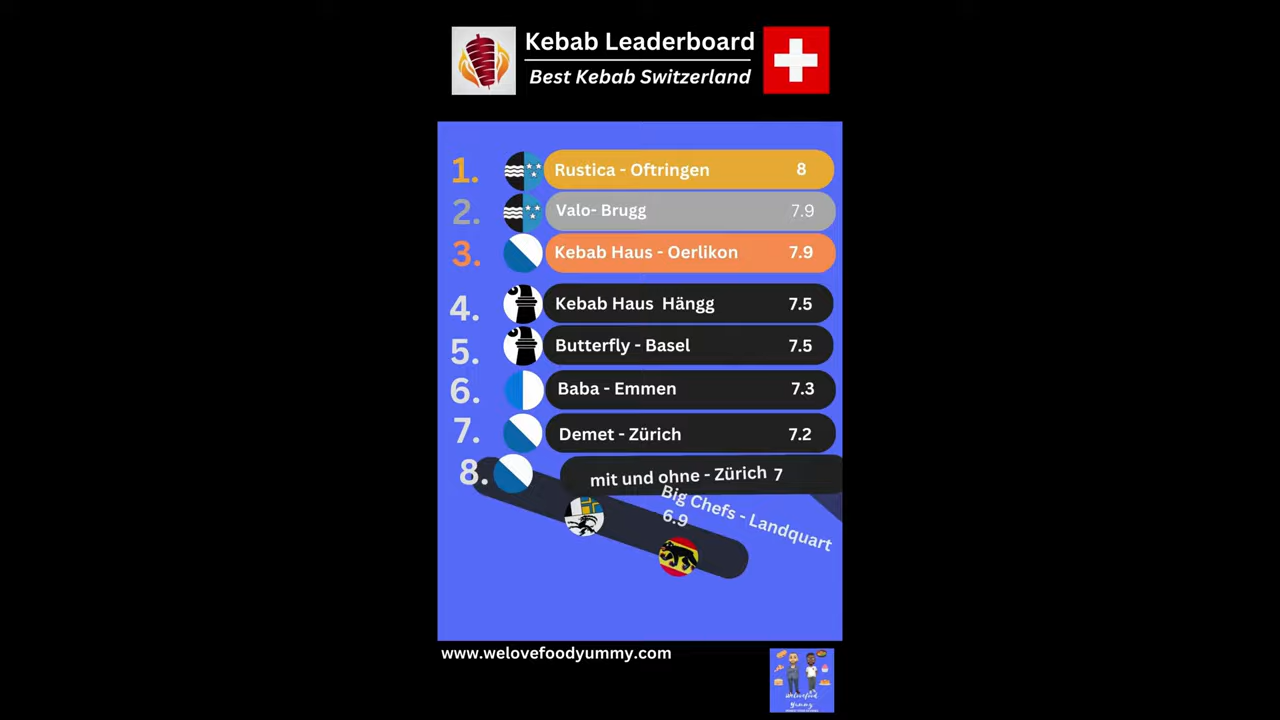 Kebab Leaderboard
Best Kebab Switzerland
1. Rustica - Oftringen 8
2. Valo- Brugg 7.9
3. Kebab Haus - Oerlikon 7.9
4. Kebab Haus  Hängg 7.5
5. Butterfly - Basel 7.5
6. Baba - Emmen 7.3
7. Demet - Zürich 7.2
8. mit und ohne - Zürich 7
Big Chefs - Landquart
6.9
www.welovefoodyummy.com
Welovefood
Yummy